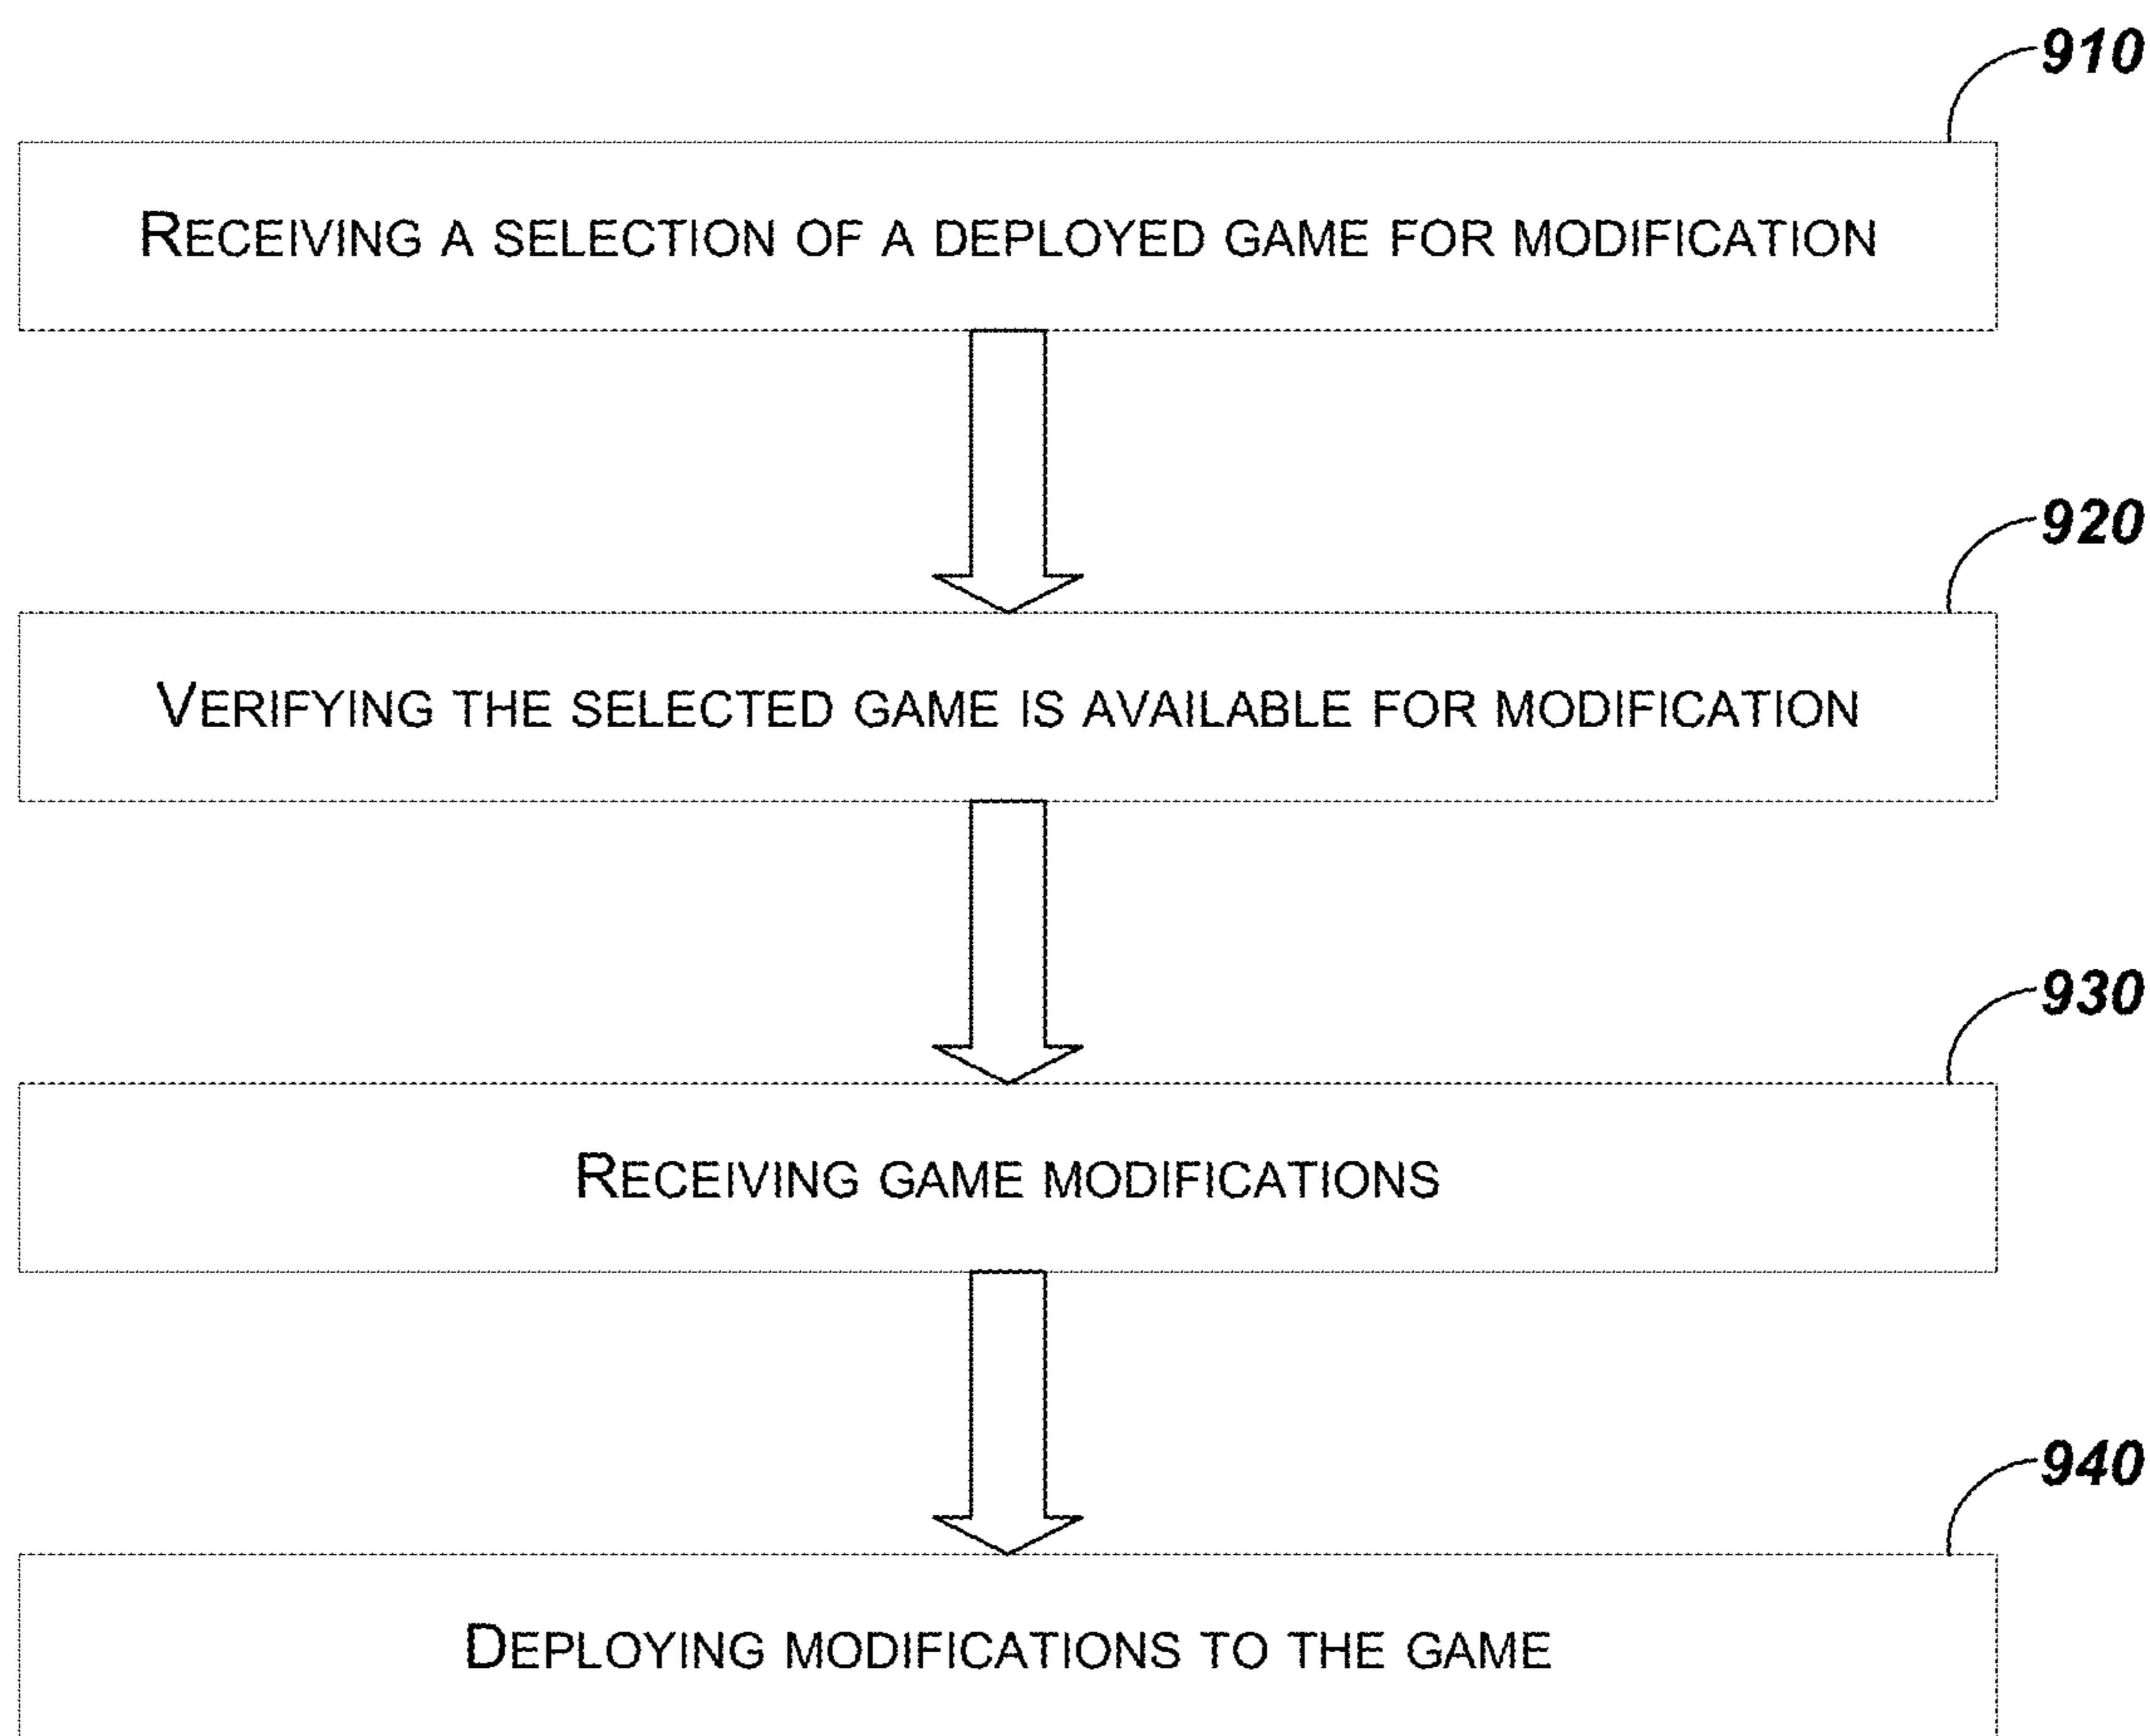 910
RECEIVING A SELECTION OF A DEPLOYED GAME FOR MODIFICATION
920
VERIFYING THE SELECTED GAME IS AVAILABLE FOR MODIFICATION
930
RECEIVING GAME MODIFICATIONS
940
DEPLOYING MODIFICATIONS TO THE GAME